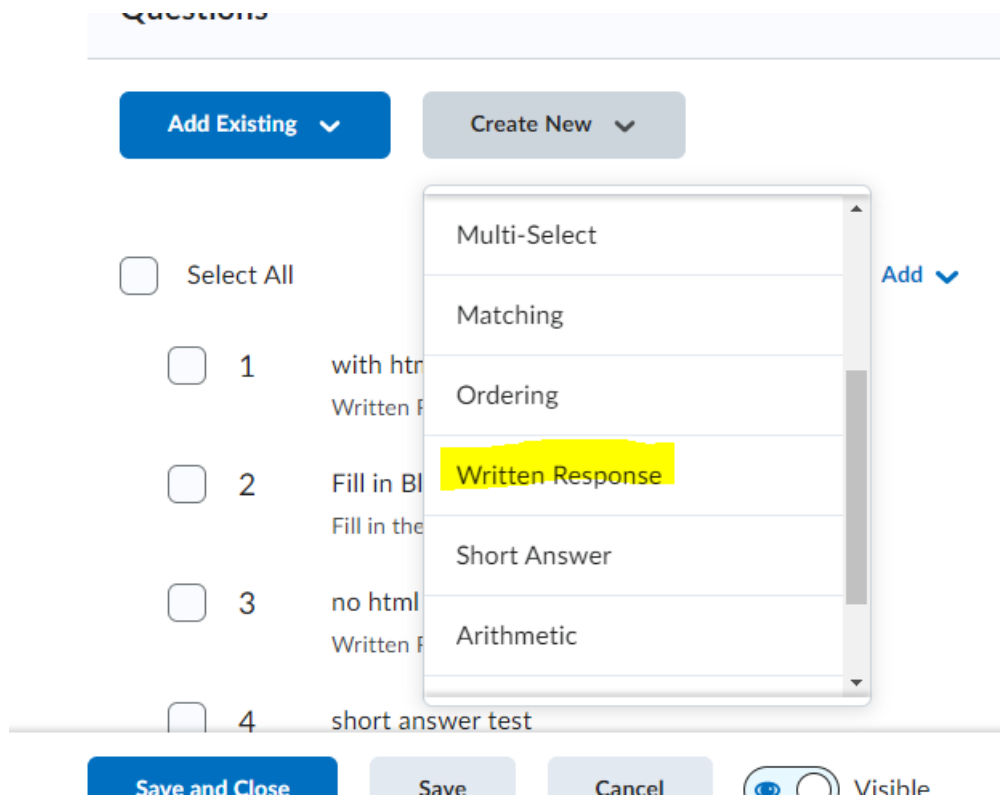 Questions
Add Existing
Create New
Multi-Select
Select All
Add
Matching
1 with
Written
Ordering
Written Response
2 Fill in
Fill in the
Short Answer
3 no html
Written
Arithmetic
4 short answer test
Save and Close
Save
Cancel
Visible